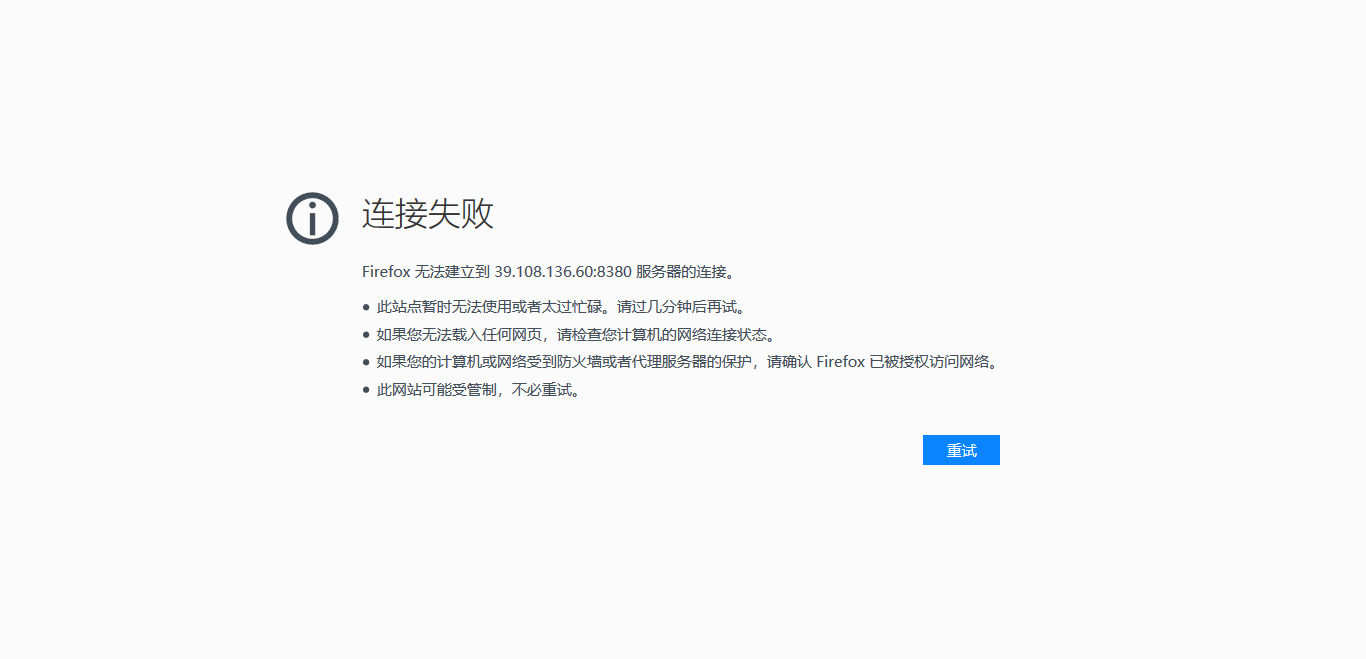 连接失败
Firefox 无法建立到 39.108.136.60:8380 服务器的连接。
● 此站点暂时无法使用或者太过忙碌。请过几分钟后再试。
● 如果您无法载入任何网页，请检查您计算机的网络连接状态。
● 如果您的计算机或网络受到防火墙或者代理服务器的保护，请确认 Firefox 已被授权访问网络。
● 此网站可能受管制，不必重试。
重试